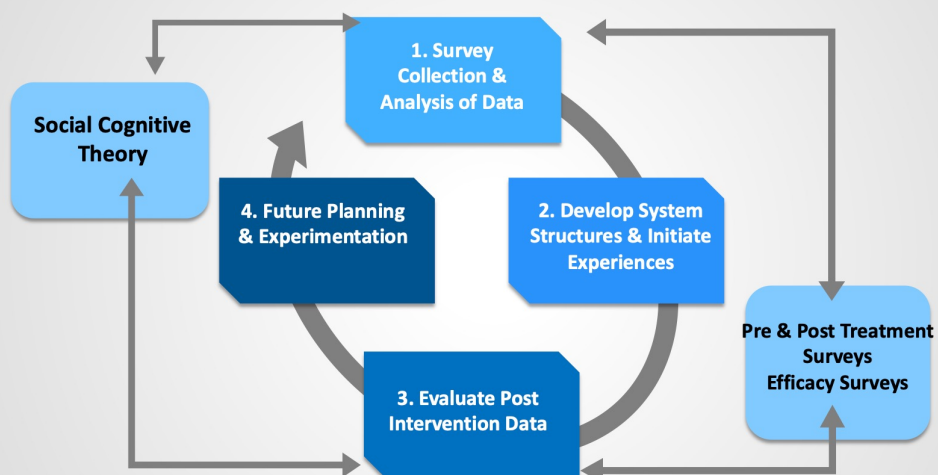 1. Survey
Collection &
Analysis of Data
Social Cognitive
Theory
4. Future Planning
& Experimentation
2. Develop System
Structures & Initiate
Experiences
Pre & Post Treatment
Surveys
Efficacy Surveys
3. Evaluate Post
Intervention Data